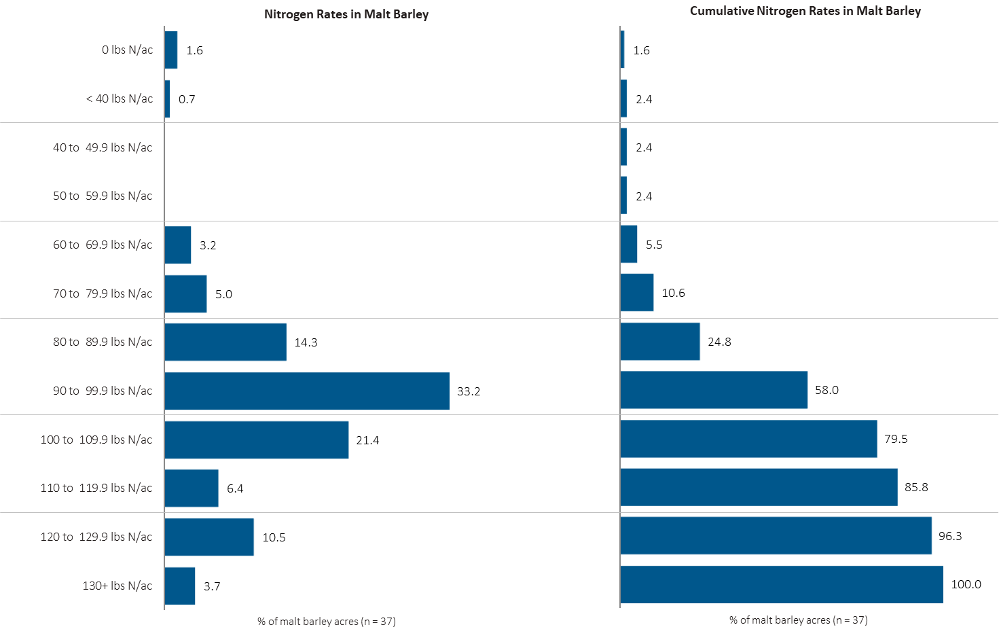 Nitrogen Rates in Malt Barley
Cumulative Nitrogen Rates in Malt Barley
0 lbs N/ac 1.6 1.6
< 40 lbs N/ac 0.7 2.4
40 to 49.9 lbs N/ac 2.4
50 to 59.9 lbs N/ac 2.4
60 to 69.9 lbs N/ac 3.2 5.5
70 to 79.9 lbs N/ac 5.0 10.6
80 to 89.9 lbs N/ac 14.3 24.8
90 to 99.9 lbs N/ac 33.2 58.0
100 to 109.9 lbs N/ac 21.4 79.5
110 to 119.9 lbs N/ac 6.4 85.8
120 to 129.9 lbs N/ac 10.5 96.3
130+ lbs N/ac 3.7 100.0
% of malt barley acres (n = 37)
% of malt barley acres (n = 37)